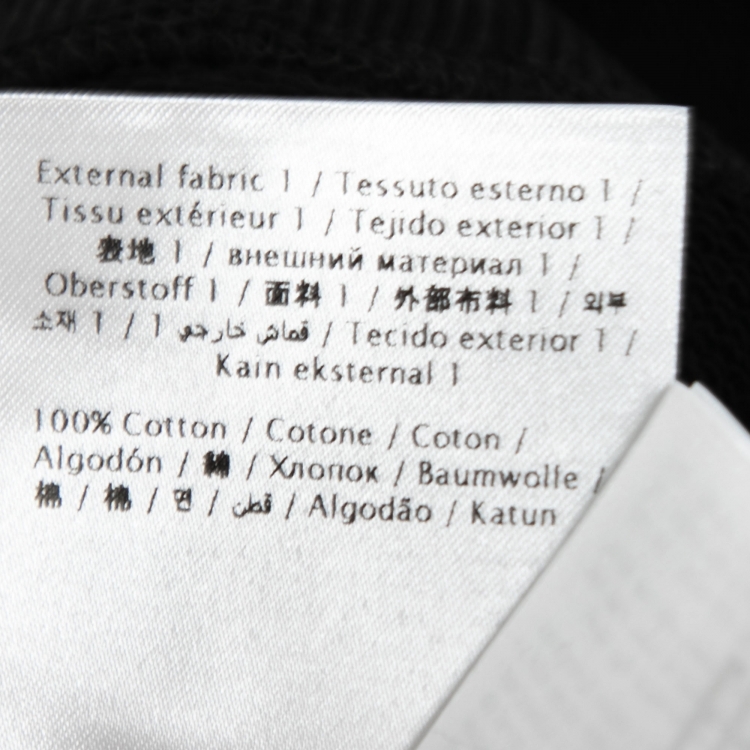 External fabric 1 / Tessuto esterno 1 /
Tissu extérieur 1 / Tejido exterior 1 /
表地 1 / внешний материал 1 /
Oberstoff 1 / 面料 1 / 外部布料 1 / 외부
소재 1 / 1 قماش خارجي / Tecido exterior 1 /
Kain eksternal 1
100% Cotton / Cotone / Coton /
Algodón / 綿 / Хлопок / Baumwolle /
棉 / 棉 / 면 / قطن / Algodão / Katun